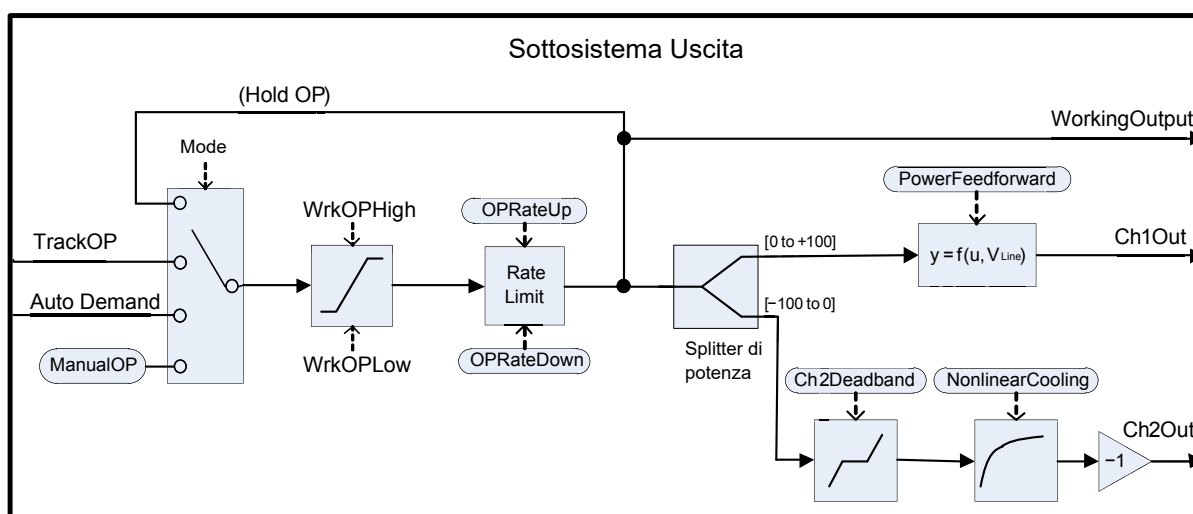 Sottosistema Uscita
(Hold OP)
WorkingOutput
Mode
PowerFeedforward
WrkOPHigh
OPRateUp
TrackOP
[0 to +100]
Ch1Out
y = f(u, VLine)
Rate
Limit
Auto Demand
[−100 to 0]
ManualOP
WrkOPLow
OPRateDown
Splitter di
potenza
Ch2Deadband
NonlinearCooling
Ch2Out
−1